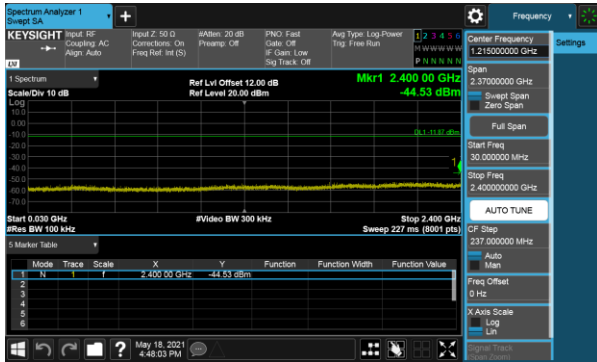 Spectrum Analyzer 1
Swept SA
+
Frequency
KEYSIGHT
Input: RF
Coupling: AC
Align: Auto
Input Z: 50 Ω
Corrections: On
Freq Ref: Int (S)
#Atten: 20 dB
Preamp: Off
PNO: Fast
Gate: Off
IF Gain: Low
Sig Track: Off
Avg Type: Log-Power
Trig: Free Run
1 2 3 4 5 6
M W W W W W
P N N N N N
LXI
1 Spectrum
Scale/Div 10 dB
Ref Lvl Offset 12.00 dB
Ref Level 20.00 dBm
Mkr1 2.400 00 GHz
-44.53 dBm
Log
10.0
0.00
-10.0
-20.0
-30.0
-40.0
-50.0
-60.0
-70.0
DL1 -11.87 dBm
1
Start 0.030 GHz
#Res BW 100 kHz
#Video BW 300 kHz
Stop 2.400 GHz
Sweep 227 ms (8001 pts)
5 Marker Table
Mode Trace Scale X Y Function Function Width Function Value
1 N 1 f 2.400 00 GHz -44.53 dBm
2
3
4
5
6
May 18, 2021
4:48:03 PM
?
Center Frequency
1.215000000 GHz
Span
2.37000000 GHz
Swept Span
Zero Span
Full Span
Start Freq
30.000000 MHz
Stop Freq
2.400000000 GHz
AUTO TUNE
CF Step
237.000000 MHz
Auto
Man
Freq Offset
0 Hz
X Axis Scale
Log
Lin
Signal Track
(Span Zoom)
Settings